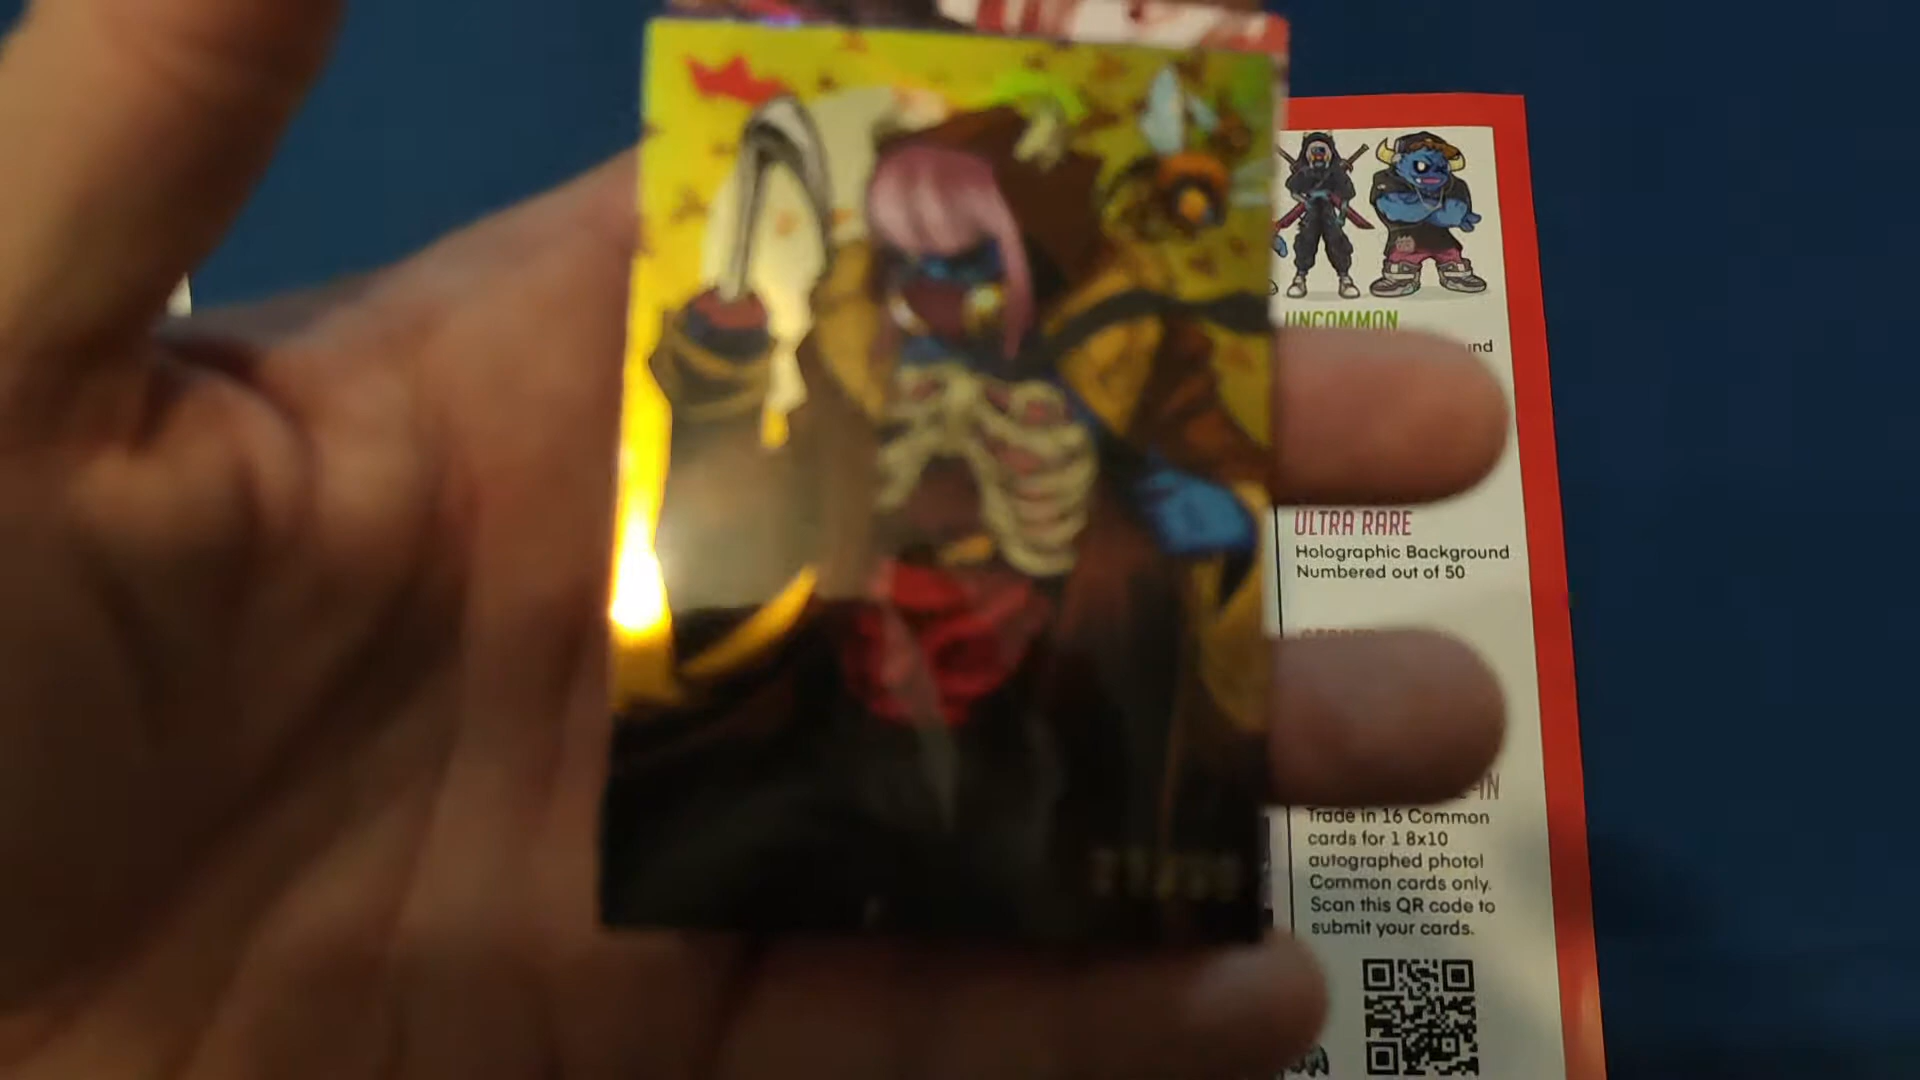 UNCOMMON
ULTRA RARE
Holographic Background
Numbered out of 50
Trade in 16 Common
cards for 1 8x10
autographed photo!
Common cards only.
Scan this QR code to
submit your cards.